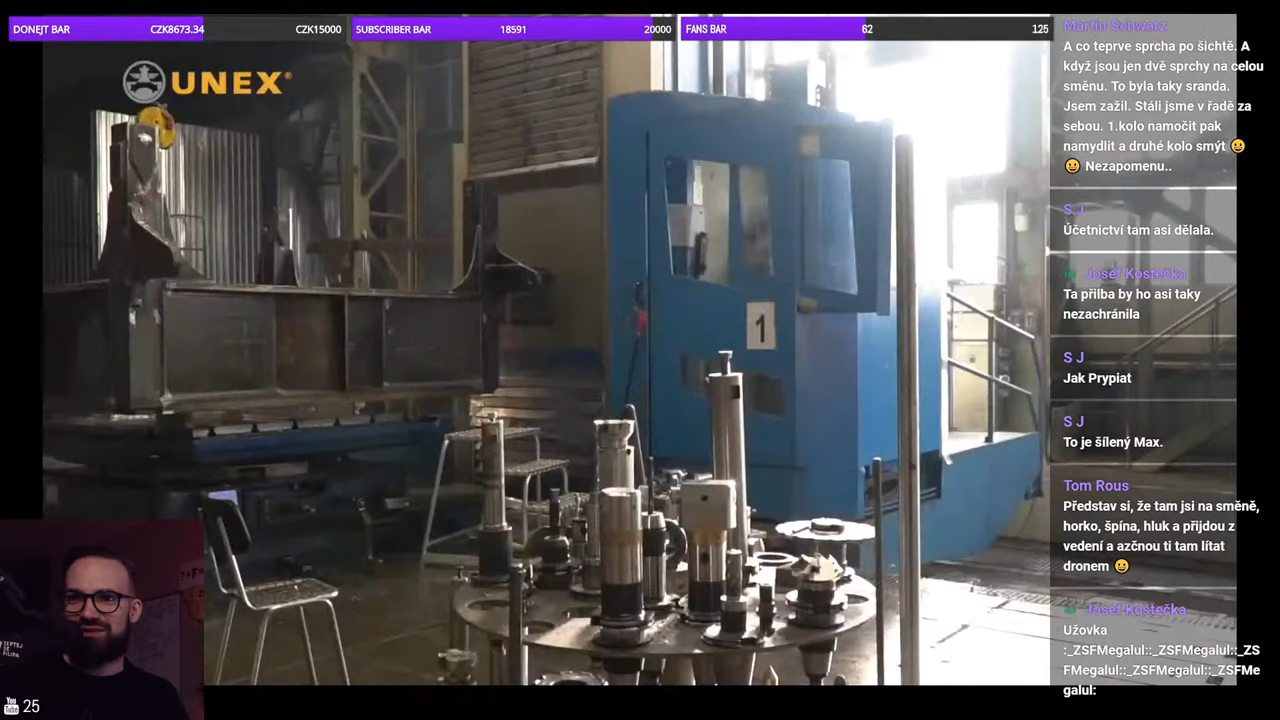 DONEJT BAR CZK8673.34 CZK15000
SUBSCRIBER BAR 18591 20000
FANS BAR 62 125
UNEX®
1
ZEPTEJ
SE
FILIPA
You
Tube 25
Martin Schwarz
A co teprve sprcha po šichtě. A
když jsou jen dvě sprchy na celou
směnu. To byla taky sranda.
Jsem zažil. Stáli jsme v řadě za
sebou. 1.kolo namočit pak
namydlit a druhé kolo smýt 😀
😀 Nezapomenu..
S J
Účetnictví tam asi dělala.
Josef Kostečka
Ta přilba by ho asi taky
nezachránila
S J
Jak Prypiat
S J
To je šílený Max.
Tom Rous
Představ si, že tam jsi na směně,
horko, špína, hluk a přijdou z
vedení a azčnou ti tam lítat
dronem 😀
Josef Kostečka
Užovka
:_ZSFMegalul::_ZSFMegalul::_ZS
FMegalul::_ZSFMegalul::_ZSFMe
galul: